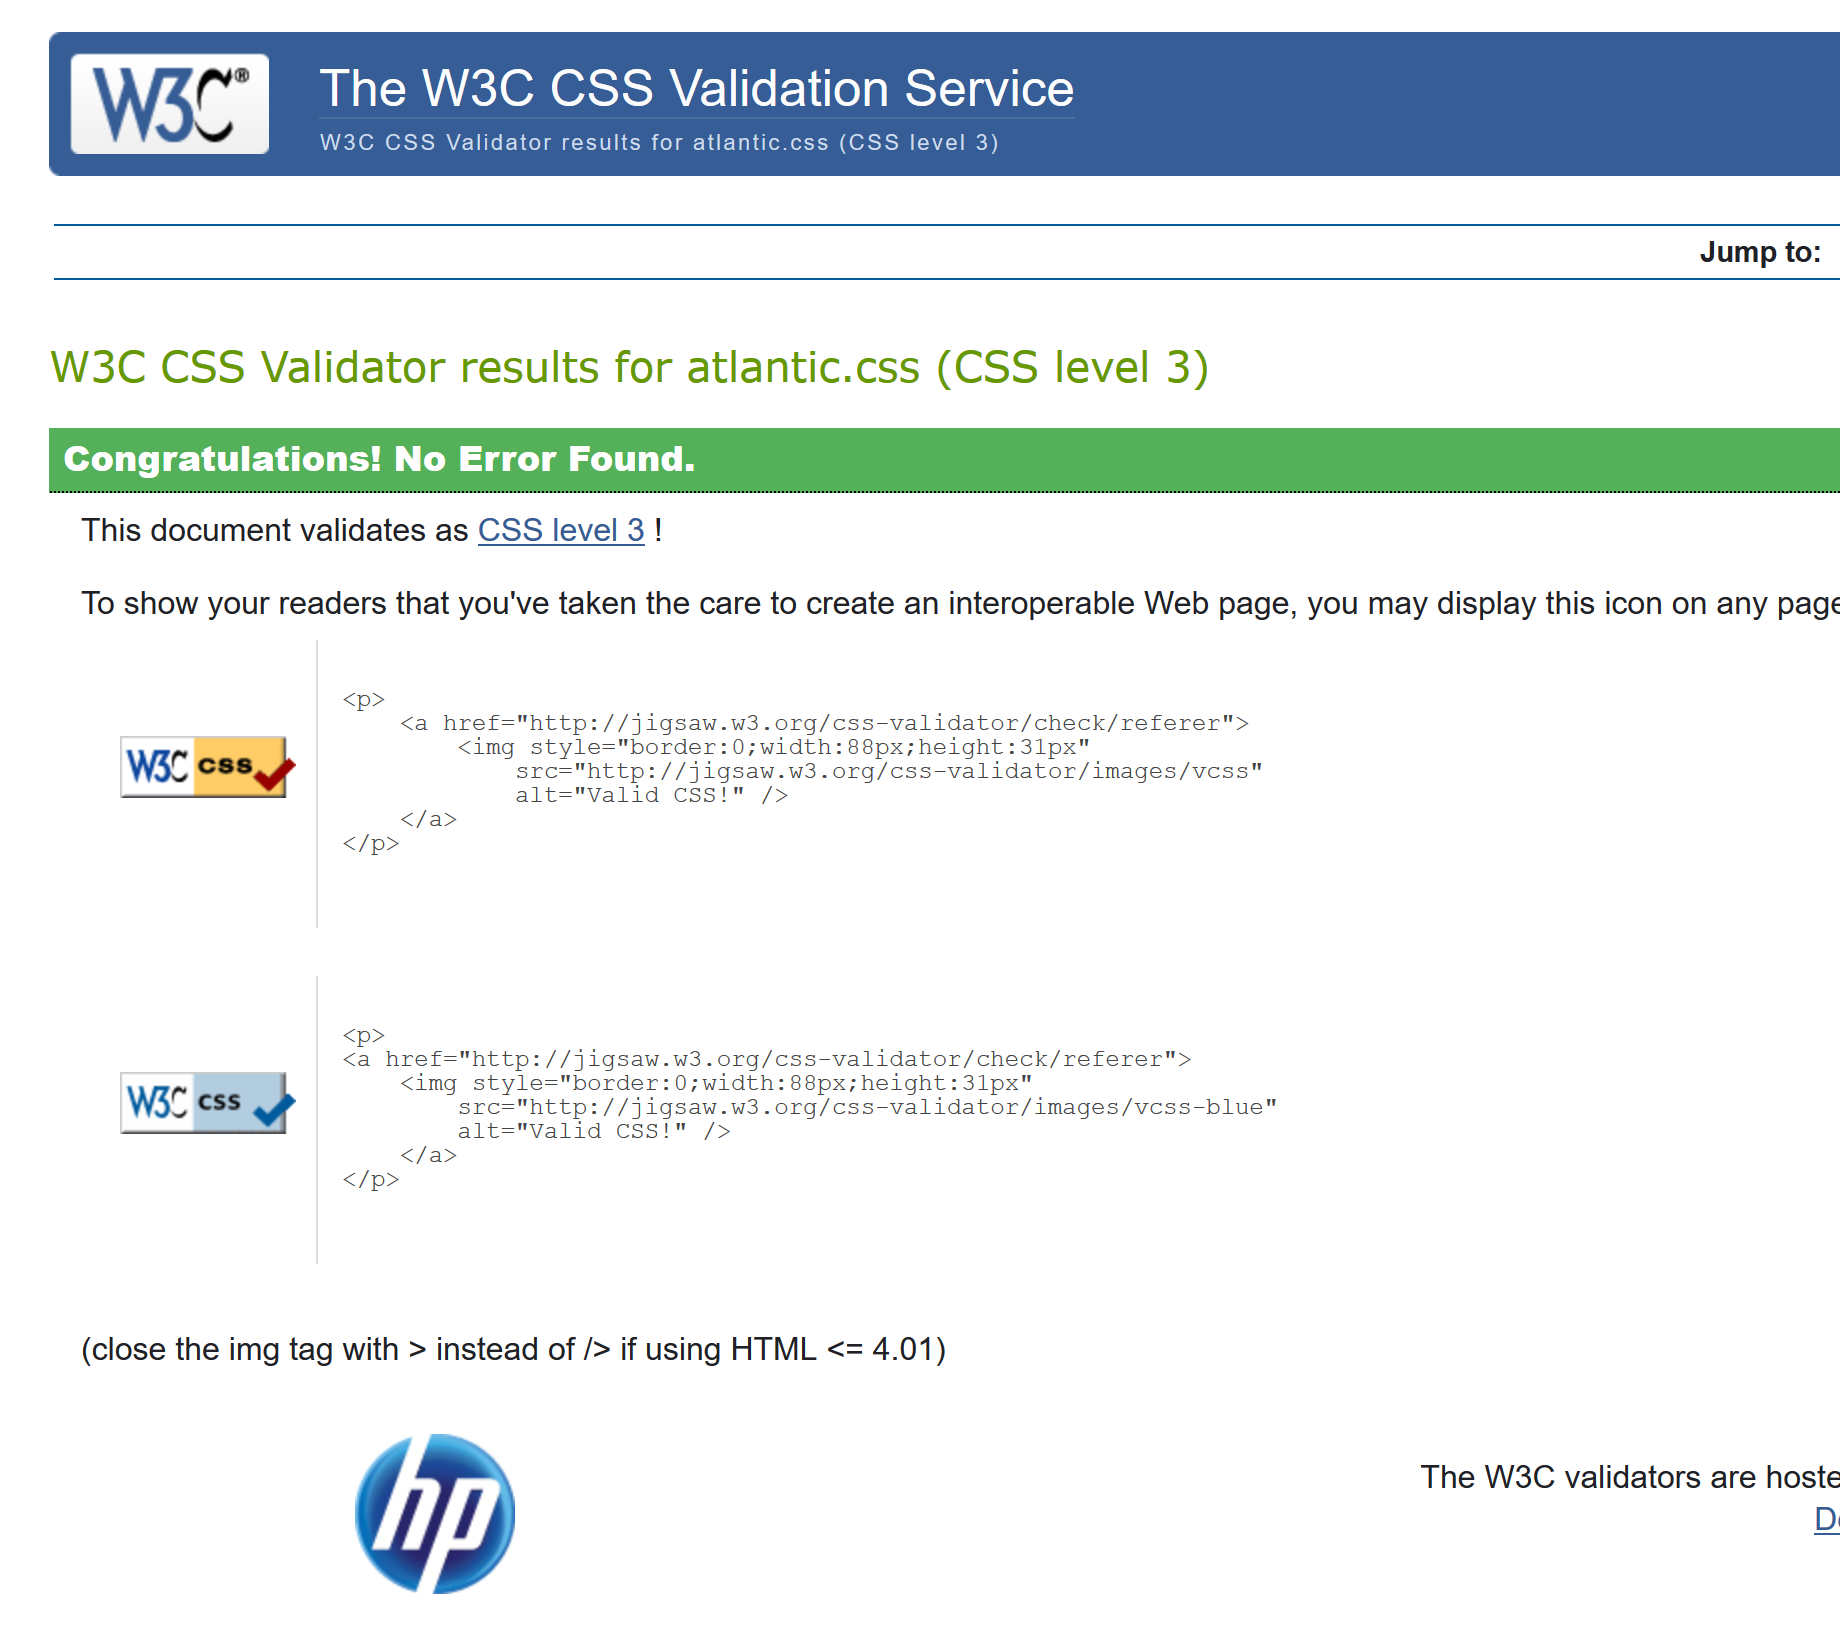 W3C®
The W3C CSS Validation Service
W3C CSS Validator results for atlantic.css (CSS level 3)
Jump to:
W3C CSS Validator results for atlantic.css (CSS level 3)
Congratulations! No Error Found.
This document validates as CSS level 3 !
To show your readers that you've taken the care to create an interoperable Web page, you may display this icon on any page
<p>
    <a href="http://jigsaw.w3.org/css-validator/check/referer">
        <img style="border:0;width:88px;height:31px"
            src="http://jigsaw.w3.org/css-validator/images/vcss"
            alt="Valid CSS!" />
    </a>
</p>
W3C css
<p>
<a href="http://jigsaw.w3.org/css-validator/check/referer">
    <img style="border:0;width:88px;height:31px"
        src="http://jigsaw.w3.org/css-validator/images/vcss-blue"
        alt="Valid CSS!" />
    </a>
</p>
W3C css
(close the img tag with > instead of /> if using HTML <= 4.01)
hp
The W3C validators are hoste